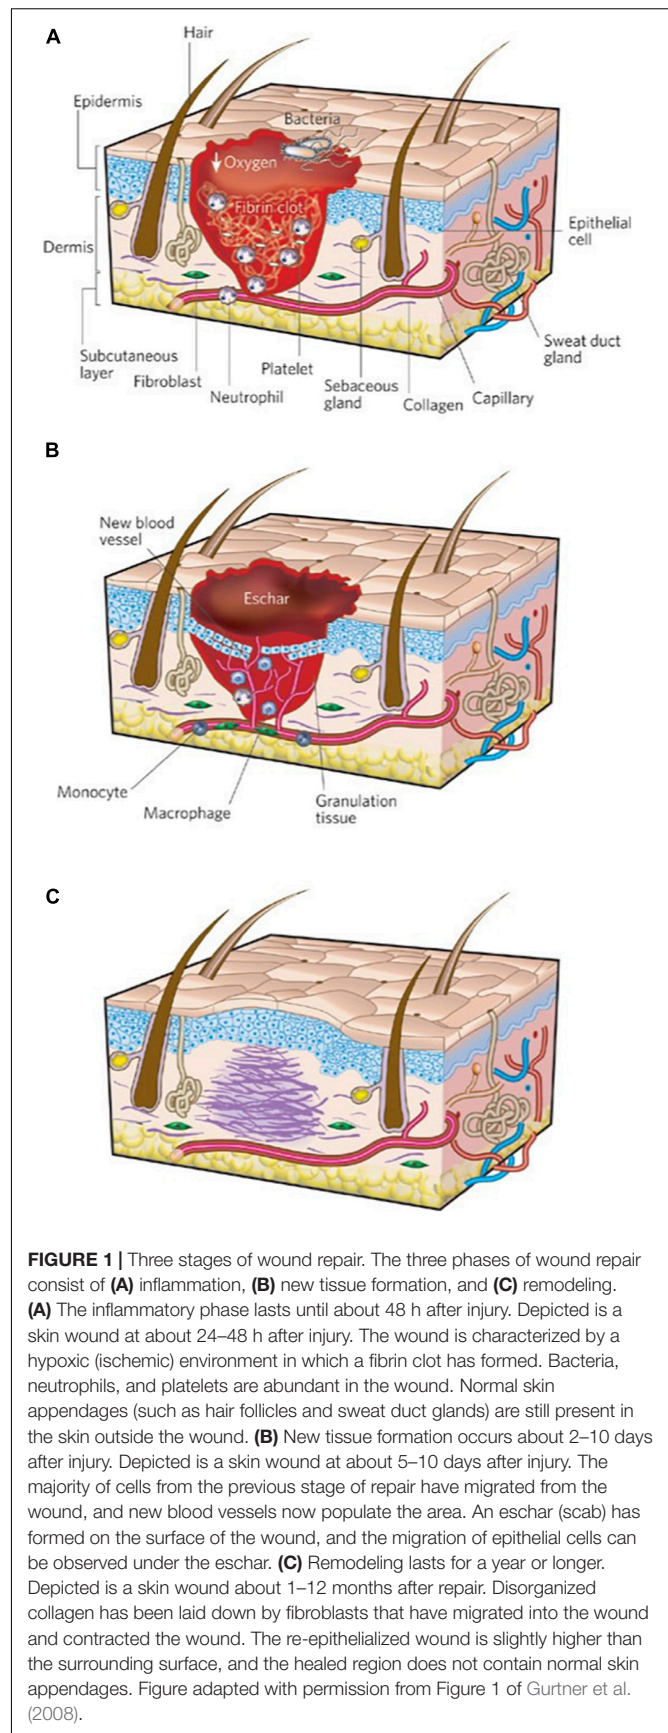 A
Hair
Epidermis
Bacteria
Oxygen
Fibrin clot
Epithelial
cell
Dermis
Sweat duct
gland
Subcutaneous
layer
Fibroblast
Neutrophil
Platelet
Sebaceous
gland
Collagen
Capillary
B
New blood
vessel
Eschar
Monocyte
Macrophage
Granulation
tissue
C
FIGURE 1 | Three stages of wound repair. The three phases of wound repair
consist of (A) inflammation, (B) new tissue formation, and (C) remodeling.
(A) The inflammatory phase lasts until about 48 h after injury. Depicted is a
skin wound at about 24–48 h after injury. The wound is characterized by a
hypoxic (ischemic) environment in which a fibrin clot has formed. Bacteria,
neutrophils, and platelets are abundant in the wound. Normal skin
appendages (such as hair follicles and sweat duct glands) are still present in
the skin outside the wound. (B) New tissue formation occurs about 2–10 days
after injury. Depicted is a skin wound at about 5–10 days after injury. The
majority of cells from the previous stage of repair have migrated from the
wound, and new blood vessels now populate the area. An eschar (scab) has
formed on the surface of the wound, and the migration of epithelial cells can
be observed under the eschar. (C) Remodeling lasts for a year or longer.
Depicted is a skin wound about 1–12 months after repair. Disorganized
collagen has been laid down by fibroblasts that have migrated into the wound
and contracted the wound. The re-epithelialized wound is slightly higher than
the surrounding surface, and the healed region does not contain normal skin
appendages. Figure adapted with permission from Figure 1 of Gurtner et al.
(2008).